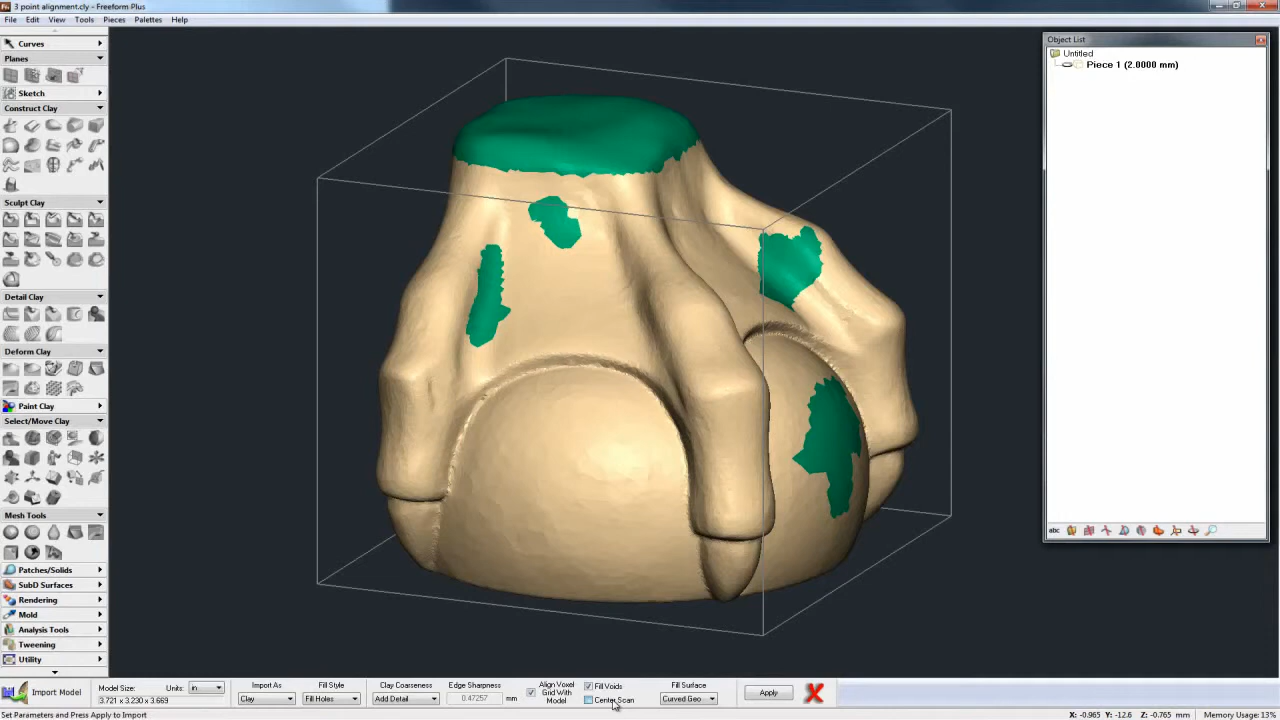 3 point alignment.cly - Freeform Plus
File Edit View Tools Pieces Palettes Help
Curves
Planes
Sketch
Construct Clay
Sculpt Clay
Detail Clay
Deform Clay
Paint Clay
Select/Move Clay
Mesh Tools
Patches/Solids
SubD Surfaces
Rendering
Mold
Analysis Tools
Tweening
Utility
Object List
Untitled
Piece 1 (2.0000 mm)
abc
Import Model
Model Size:
3.721 x 3.230 x 3.669
Units:
in
Import As
Clay
Fill Style
Fill Holes
Clay Coarseness
Add Detail
Edge Sharpness
0.47257 mm
Align Voxel
Grid With
Model
Fill Voids
Center Scan
Fill Surface
Curved Geo
Apply
Set Parameters and Press Apply to Import
X: -0.965 Y: -12.6 Z: -0.765 mm
Memory Usage: 13%